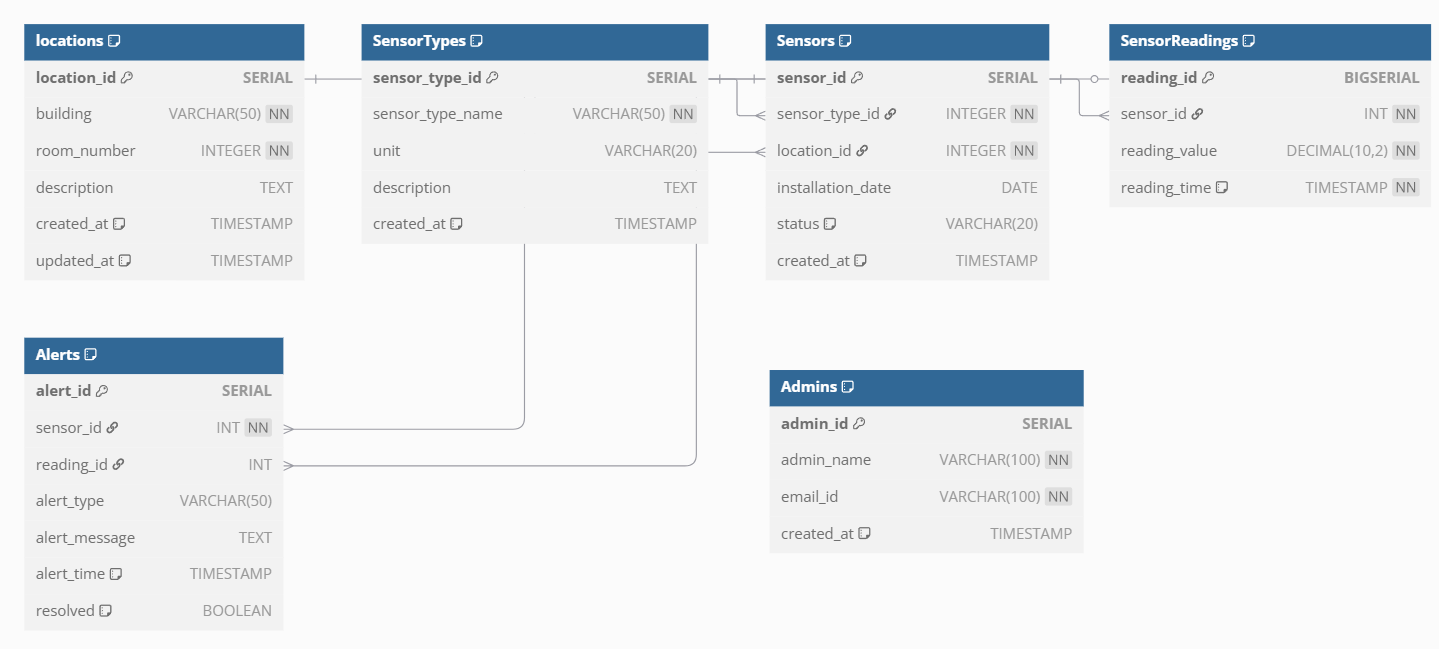 locations
location_id SERIAL
building VARCHAR(50) NN
room_number INTEGER NN
description TEXT
created_at TIMESTAMP
updated_at TIMESTAMP
SensorTypes
sensor_type_id SERIAL
sensor_type_name VARCHAR(50) NN
unit VARCHAR(20)
description TEXT
created_at TIMESTAMP
Sensors
sensor_id SERIAL
sensor_type_id INTEGER NN
location_id INTEGER NN
installation_date DATE
status VARCHAR(20)
created_at TIMESTAMP
SensorReadings
reading_id BIGSERIAL
sensor_id INT NN
reading_value DECIMAL(10,2) NN
reading_time TIMESTAMP NN
Alerts
alert_id SERIAL
sensor_id INT NN
reading_id INT
alert_type VARCHAR(50)
alert_message TEXT
alert_time TIMESTAMP
resolved BOOLEAN
Admins
admin_id SERIAL
admin_name VARCHAR(100) NN
email_id VARCHAR(100) NN
created_at TIMESTAMP